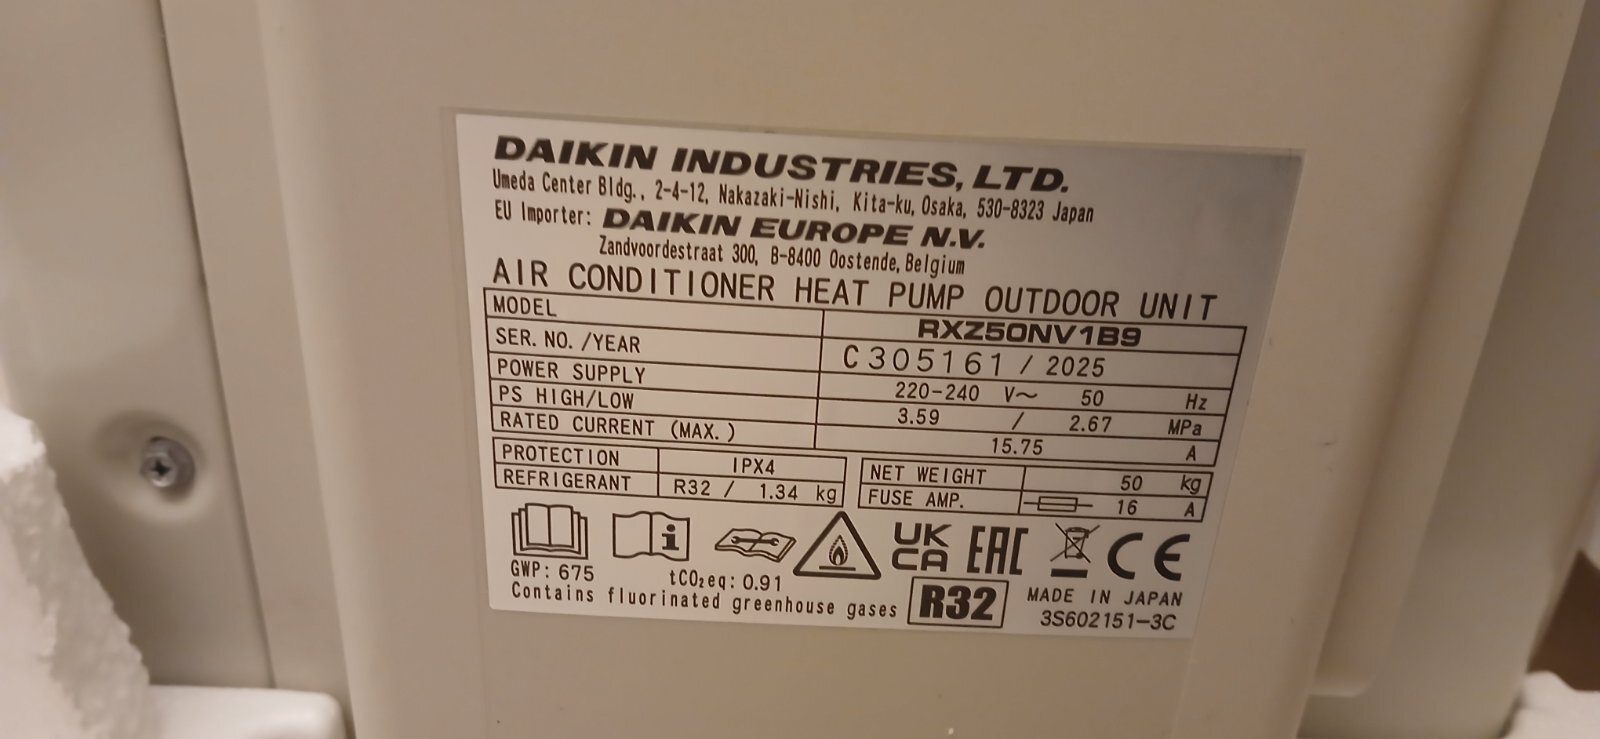 DAIKIN INDUSTRIES, LTD.
Umeda Center Bldg., 2-4-12, Nakazaki-Nishi, Kita-ku, Osaka, 530-8323 Japan
EU Importer: DAIKIN EUROPE N.V.
Zandvoordestraat 300, B-8400 Oostende, Belgium
AIR CONDITIONER HEAT PUMP OUTDOOR UNIT
MODEL RXZ50NV1B9
SER. NO. /YEAR C305161 / 2025
POWER SUPPLY 220-240 V~ 50 Hz
PS HIGH/LOW 3.59 / 2.67 MPa
RATED CURRENT (MAX.) 15.75 A
PROTECTION IPX4
REFRIGERANT R32 / 1.34 kg
NET WEIGHT 50 kg
FUSE AMP. 16 A
i
UK
CA
EAC
CE
GWP: 675 tCO₂eq: 0.91
Contains fluorinated greenhouse gases
R32
MADE IN JAPAN
3S602151-3C